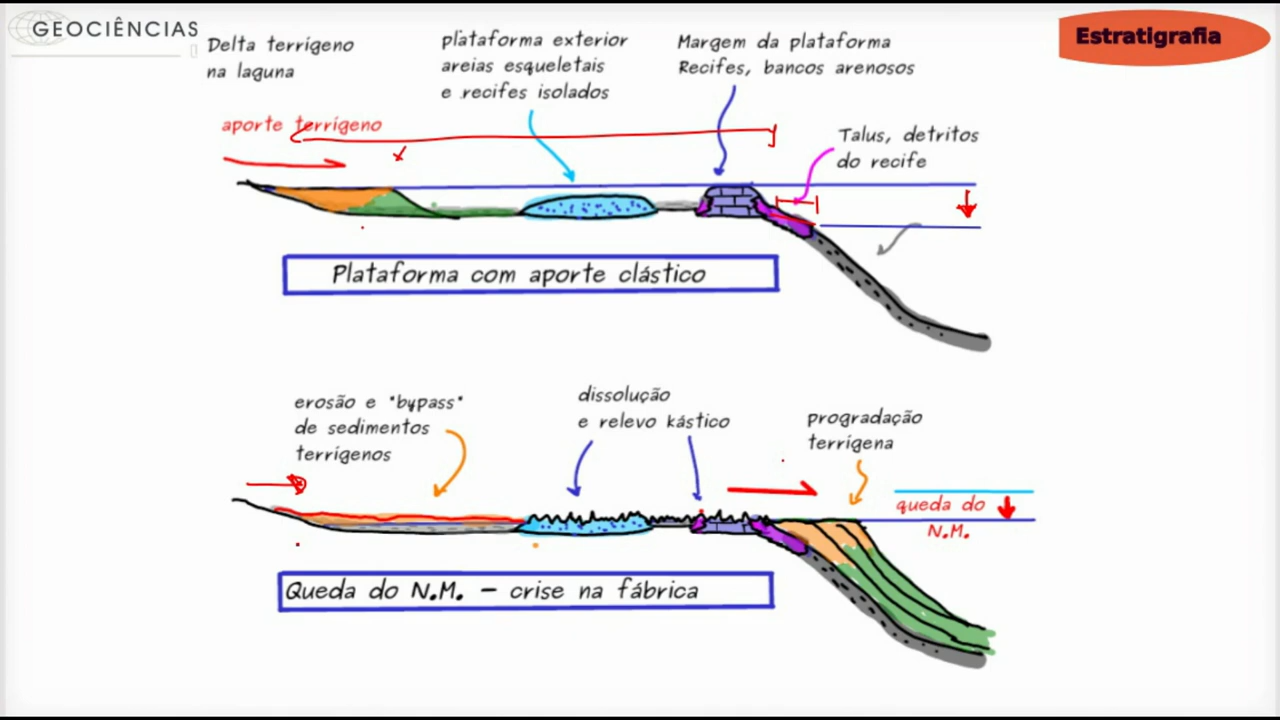 GEOCIÊNCIAS
Estratigrafia
Delta terrígeno
na laguna
plataforma exterior
areias esqueletais
e recifes isolados
Margem da plataforma
Recifes, bancos arenosos
aporte terrígeno
Talus, detritos
do recife
Plataforma com aporte clástico
erosão e "bypass"
de sedimentos
terrígenos
dissolução
e relevo kástico
progradação
terrígena
queda do
N.M.
Queda do N.M. - crise na fábrica